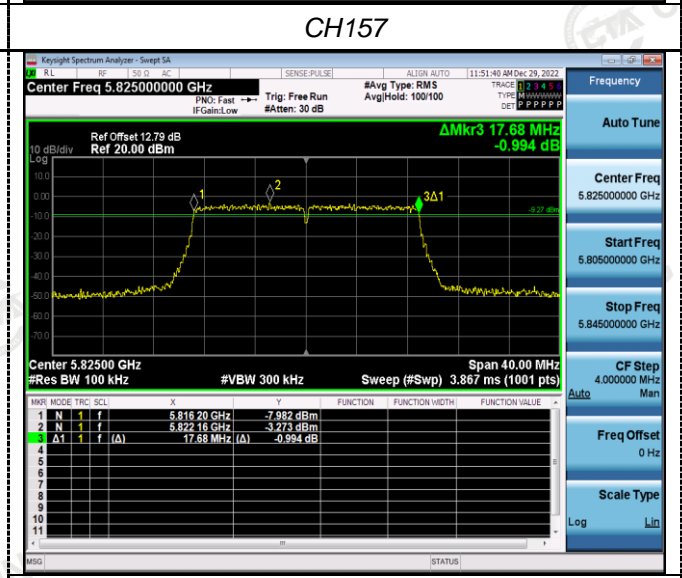 CH157
Keysight Spectrum Analyzer - Swept SA
RL RF 50 Ω AC SENSE:PULSE ALIGN AUTO 11:51:40 AM Dec 29, 2022
Center Freq 5.825000000 GHz
PNO: Fast
IFGain:Low
Trig: Free Run
#Atten: 30 dB
#Avg Type: RMS
Avg|Hold: 100/100
TRACE 1 2 3 4 5 6
TYPE M WWWWW
DET P P P P P P
Ref Offset 12.79 dB
10 dB/div Ref 20.00 dBm
Log
ΔMkr3 17.68 MHz
-0.994 dB
10.0
0.00
-10.0
-20.0
-30.0
-40.0
-50.0
-60.0
-70.0
1
2
3Δ1
-9.27 dBm
Center 5.82500 GHz Span 40.00 MHz
#Res BW 100 kHz #VBW 300 kHz Sweep (#Swp) 3.867 ms (1001 pts)
MKR MODE TRC SCL X Y FUNCTION FUNCTION WIDTH FUNCTION VALUE
1 N 1 f 5.816 20 GHz -7.982 dBm
2 N 1 f 5.822 16 GHz -3.273 dBm
3 Δ1 1 f (Δ) 17.68 MHz (Δ) -0.994 dB
4
5
6
7
8
9
10
11
MSG STATUS
Frequency
Auto Tune
Center Freq
5.825000000 GHz
Start Freq
5.805000000 GHz
Stop Freq
5.845000000 GHz
CF Step
4.000000 MHz
Auto Man
Freq Offset
0 Hz
Scale Type
Log Lin